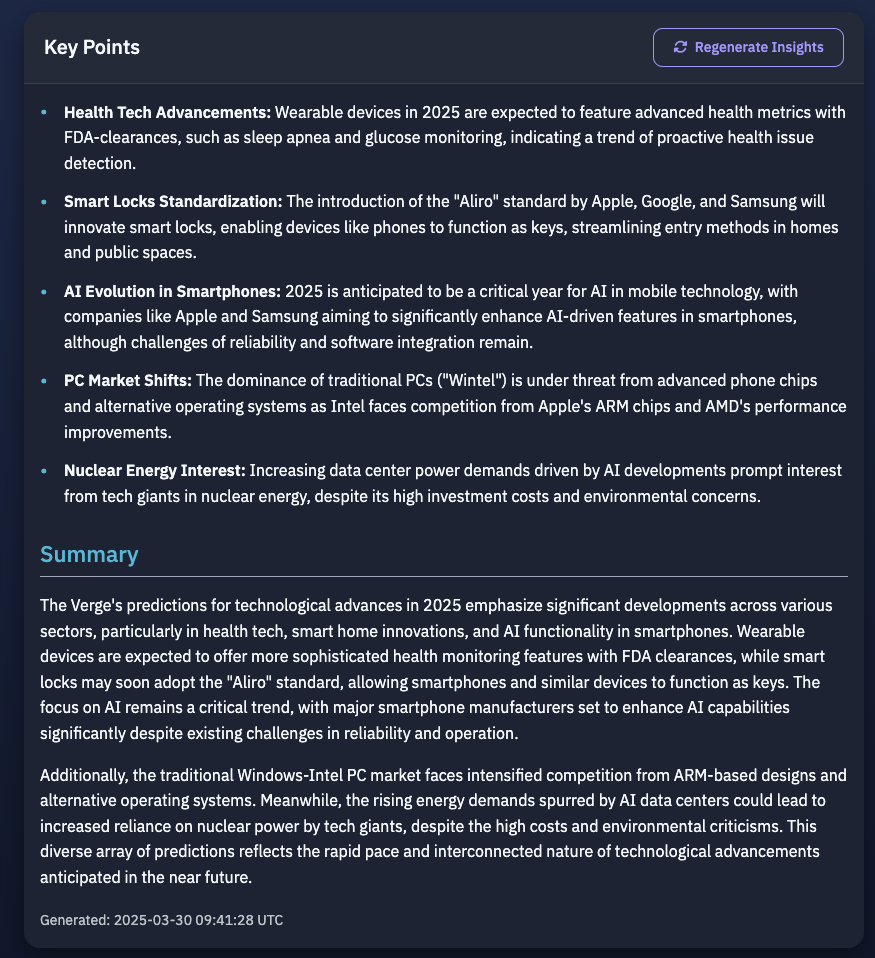 Key Points
Regenerate Insights
• Health Tech Advancements: Wearable devices in 2025 are expected to feature advanced health metrics with
FDA-clearances, such as sleep apnea and glucose monitoring, indicating a trend of proactive health issue
detection.
• Smart Locks Standardization: The introduction of the "Aliro" standard by Apple, Google, and Samsung will
innovate smart locks, enabling devices like phones to function as keys, streamlining entry methods in homes
and public spaces.
• AI Evolution in Smartphones: 2025 is anticipated to be a critical year for AI in mobile technology, with
companies like Apple and Samsung aiming to significantly enhance AI-driven features in smartphones,
although challenges of reliability and software integration remain.
• PC Market Shifts: The dominance of traditional PCs ("Wintel") is under threat from advanced phone chips
and alternative operating systems as Intel faces competition from Apple's ARM chips and AMD's performance
improvements.
• Nuclear Energy Interest: Increasing data center power demands driven by AI developments prompt interest
from tech giants in nuclear energy, despite its high investment costs and environmental concerns.
Summary
The Verge's predictions for technological advances in 2025 emphasize significant developments across various
sectors, particularly in health tech, smart home innovations, and AI functionality in smartphones. Wearable
devices are expected to offer more sophisticated health monitoring features with FDA clearances, while smart
locks may soon adopt the "Aliro" standard, allowing smartphones and similar devices to function as keys. The
focus on AI remains a critical trend, with major smartphone manufacturers set to enhance AI capabilities
significantly despite existing challenges in reliability and operation.
Additionally, the traditional Windows-Intel PC market faces intensified competition from ARM-based designs and
alternative operating systems. Meanwhile, the rising energy demands spurred by AI data centers could lead to
increased reliance on nuclear power by tech giants, despite the high costs and environmental criticisms. This
diverse array of predictions reflects the rapid pace and interconnected nature of technological advancements
anticipated in the near future.
Generated: 2025-03-30 09:41:28 UTC